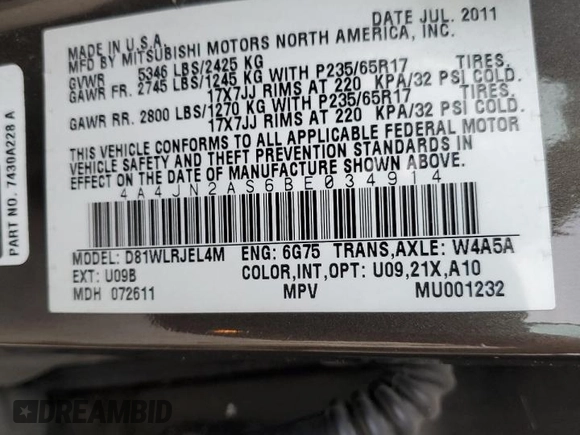 DATE JUL. 2011
MADE IN U.S.A.
MFD BY MITSUBISHI MOTORS NORTH AMERICA, INC.
GVWR 5346 LBS/2425 KG
GAWR FR. 2745 LBS/1245 KG WITH P235/65R17 TIRES.
17X7JJ RIMS AT 220 KPA/32 PSI COLD.
GAWR RR. 2800 LBS/1270 KG WITH P235/65R17 TIRES.
17X7JJ RIMS AT 220 KPA/32 PSI COLD.
THIS VEHICLE CONFORMS TO ALL APPLICABLE FEDERAL MOTOR
VEHICLE SAFETY AND THEFT PREVENTION STANDARDS IN
EFFECT ON THE DATE OF MANUFACTURE SHOWN ABOVE.
4A4JN2AS6BE034914
MODEL: D81WLRJEL4M ENG: 6G75 TRANS,AXLE: W4A5A
EXT: U09B COLOR,INT,OPT: U09,21X,A10
MDH 072611 MPV MU001232
PART NO. 7430A228 A
DREAMBID